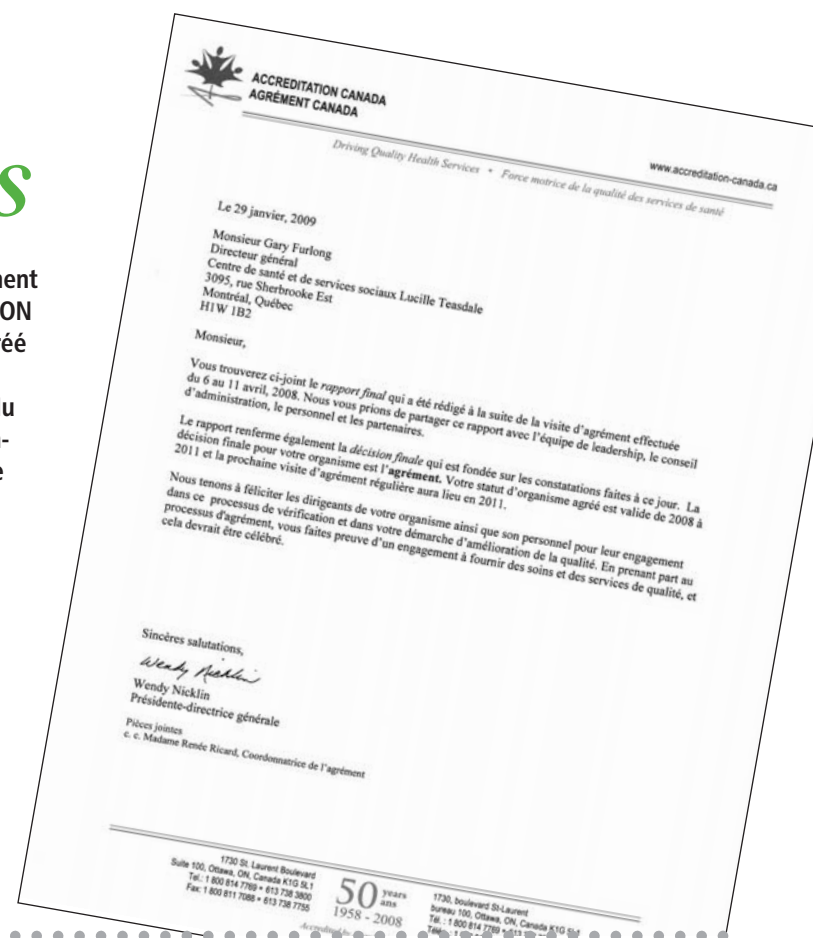 s
ent
ON
éé
du
n-
e
ACCREDITATION CANADA
AGRÉMENT CANADA
Driving Quality Health Services • Force motrice de la qualité des services de santé
www.accreditation-canada.ca
Le 29 janvier, 2009
Monsieur Gary Furlong
Directeur général
Centre de santé et de services sociaux Lucille Teasdale
3095, rue Sherbrooke Est
Montréal, Québec
H1W 1B2
Monsieur,
Vous trouverez ci-joint le rapport final qui a été rédigé à la suite de la visite d'agrément effectuée
du 6 au 11 avril, 2008. Nous vous prions de partager ce rapport avec l'équipe de leadership, le conseil
d'administration, le personnel et les partenaires.
Le rapport renferme également la décision finale qui est fondée sur les constatations faites à ce jour. La
décision finale pour votre organisme est l'agrément. Votre statut d'organisme agréé est valide de 2008 à
2011 et la prochaine visite d'agrément régulière aura lieu en 2011.
Nous tenons à féliciter les dirigeants de votre organisme ainsi que son personnel pour leur engagement
dans ce processus de vérification et dans votre démarche d'amélioration de la qualité. En prenant part au
processus d'agrément, vous faites preuve d'un engagement à fournir des soins et des services de qualité, et
cela devrait être célébré.
Sincères salutations,
Wendy Nicklin
Wendy Nicklin
Présidente-directrice générale
Pièces jointes
c. c. Madame Renée Ricard, Coordonnatrice de l'agrément
1730 St. Laurent Boulevard
Suite 100, Ottawa, ON, Canada K1G 5L1
Tel.: 1 800 814 7769 • 613 738 3800
Fax: 1 800 811 7088 • 613 738 7755
50 years
ans
1958 - 2008
1730, boulevard St-Laurent
bureau 100, Ottawa, ON, Canada K1G
Tél. : 1 800 814 7769